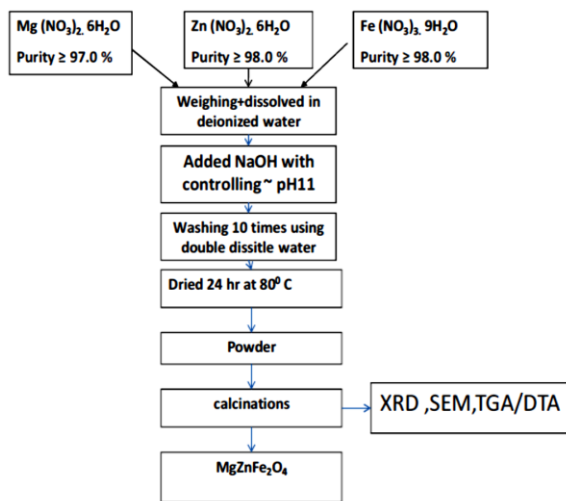 Mg (NO₃)₂. 6H₂O
Purity ≥ 97.0 %
Zn (NO₃)₂. 6H₂O
Purity ≥ 98.0 %
Fe (NO₃)₃. 9H₂O
Purity ≥ 98.0 %
Weighing+dissolved in
deionized water
Added NaOH with
controlling~ pH11
Washing 10 times using
double dissitle water
Dried 24 hr at 80⁰ C
Powder
calcinations
XRD ,SEM,TGA/DTA
MgZnFe₂O₄